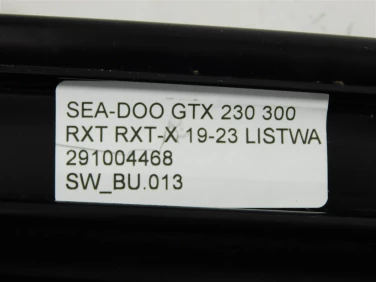 SEA-DOO GTX 230 300
RXT RXT-X 19-23 LISTWA
291004468
SW_BU.013